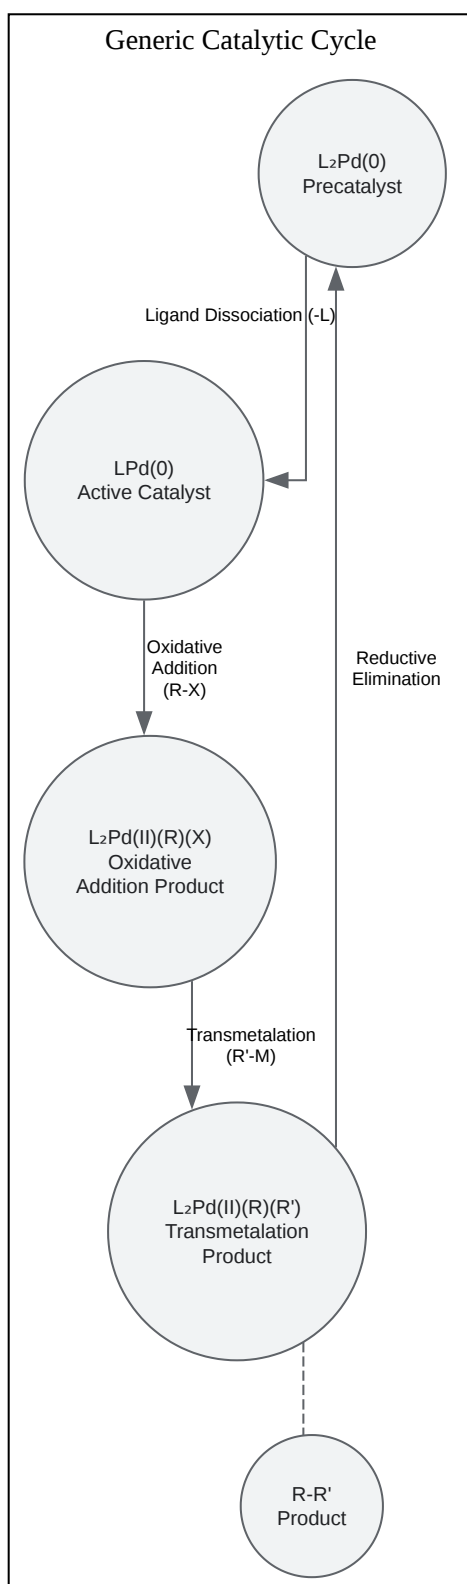 Generic Catalytic Cycle
L₂Pd(0)
Precatalyst
Ligand Dissociation (-L)
LPd(0)
Active Catalyst
Oxidative
Addition
(R-X)
Reductive
Elimination
L₂Pd(II)(R)(X)
Oxidative
Addition Product
Transmetalation
(R'-M)
L₂Pd(II)(R)(R')
Transmetalation
Product
R-R'
Product